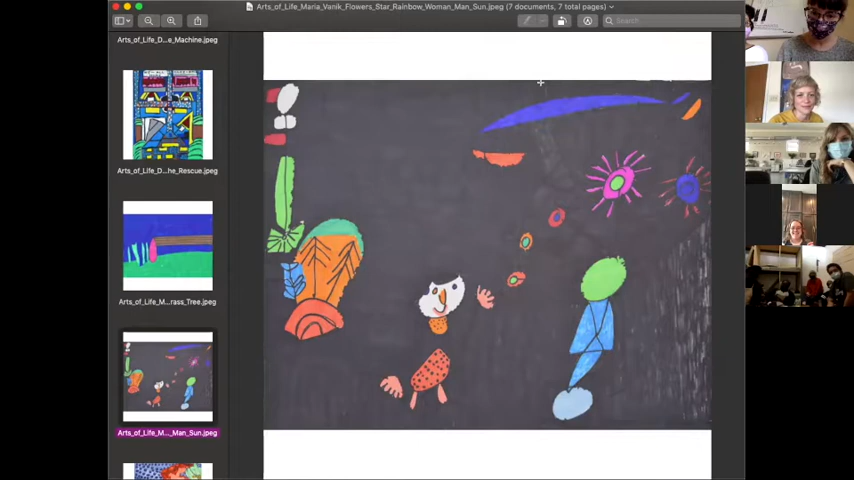 Arts_of_Life_Maria_Vanik_Flowers_Star_Rainbow_Woman_Man_Sun.jpeg (7 documents, 7 total pages)
Search
Arts_of_Life_D...e_Machine.jpeg
Arts_of_Life_D...he_Rescue.jpeg
Arts_of_Life_M...rass_Tree.jpeg
Arts_of_Life_M..._Man_Sun.jpeg